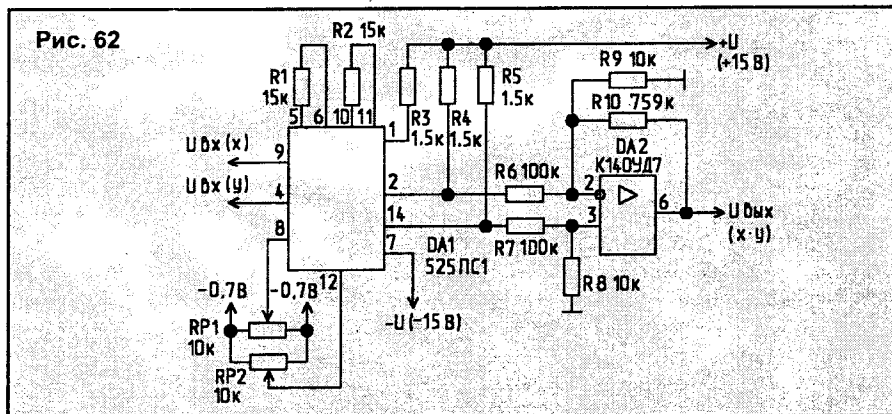 Рис. 62
R1
15к
R2 15к
5
6
10
11
1
R3
1.5к
R4
1.5к
R5
1.5к
+U
(+15 В)
R9 10к
R10 759к
DA2
К140УД7
Uвх(x)
9
Uвх(y)
4
8
2
14
7
12
R6 100к
R7 100к
2
3
6
Uвых
(x·y)
DA1
525ПС1
R8 10к
-U(-15 В)
-0,7В
-0,7В
RP1
10к
RP2
10к